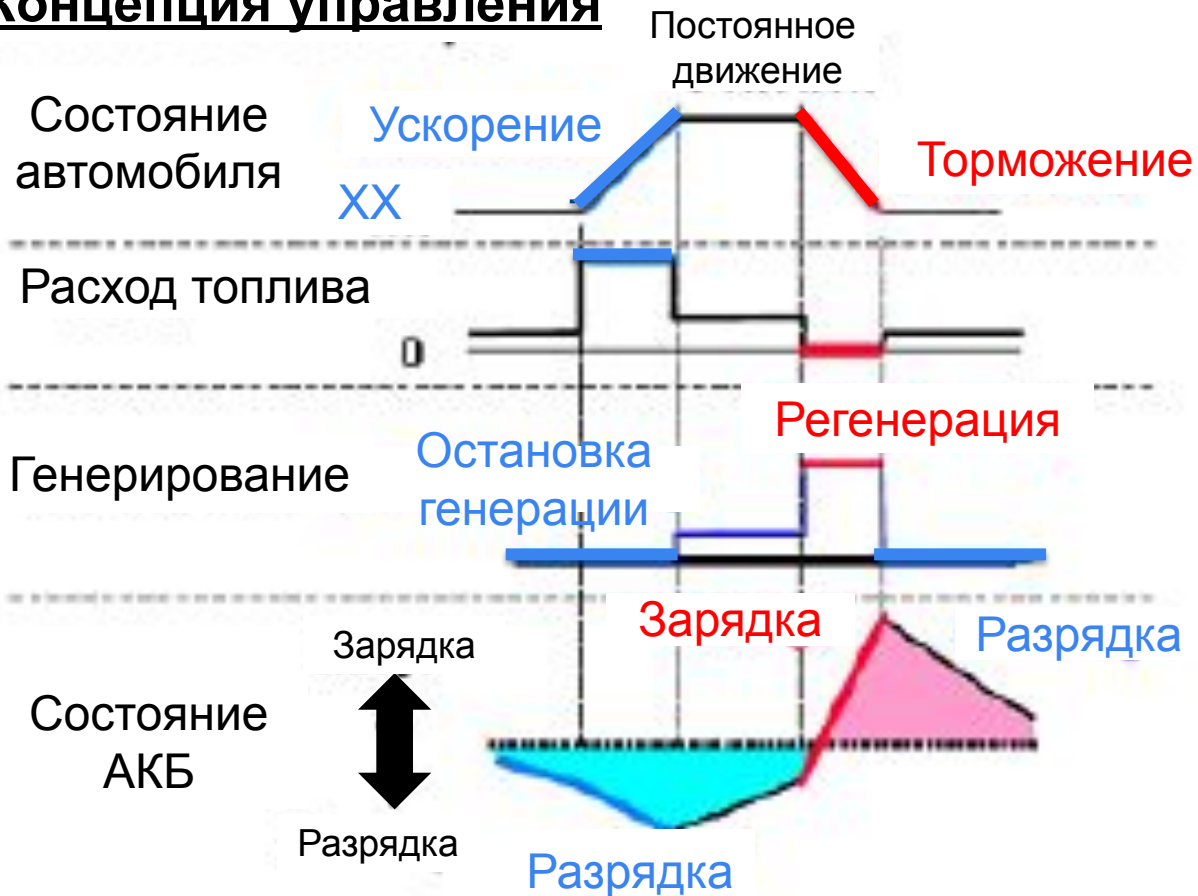 Концепция управления
Постоянное
движение
Состояние
автомобиля
Ускорение
ХХ
Торможение
Расход топлива
0
Регенерация
Остановка
генерации
Генерирование
Зарядка
Разрядка
Зарядка
Состояние
АКБ
Разрядка
Разрядка